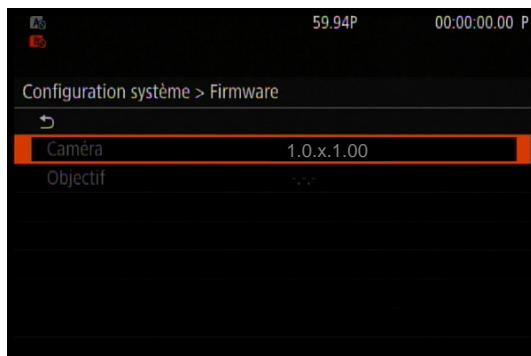 A 59.94P 00:00:00.00 P
B
Configuration système > Firmware
Caméra 1.0.x.1.00
Objectif -.-.-